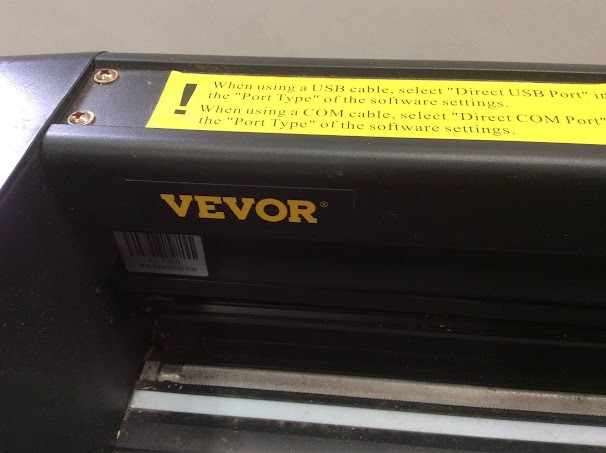 ! When using a USB cable, select "Direct USB Port" in
the "Port Type" of the software settings.
When using a COM cable, select "Direct COM Port"
the "Port Type" of the software settings.
VEVOR®